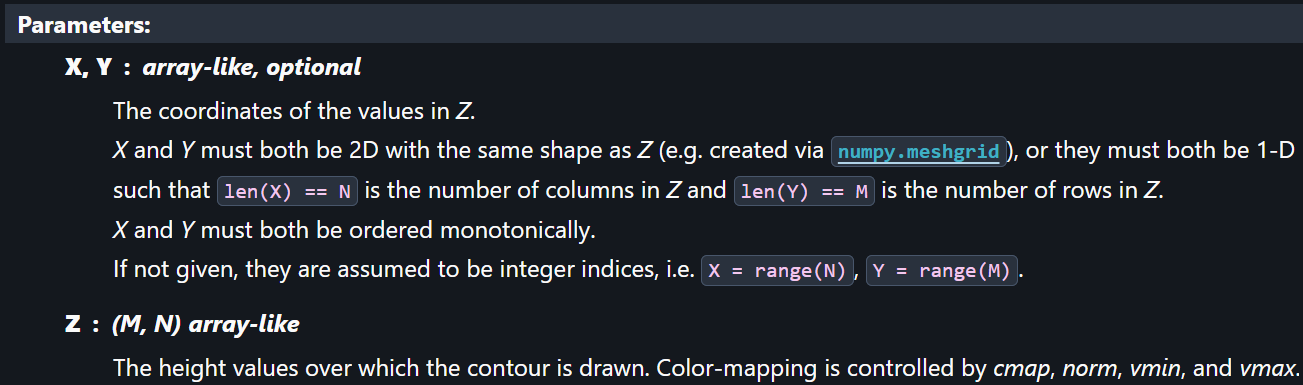 Parameters:
X, Y : array-like, optional
The coordinates of the values in Z.
X and Y must both be 2D with the same shape as Z (e.g. created via numpy.meshgrid), or they must both be 1-D
such that len(X) == N is the number of columns in Z and len(Y) == M is the number of rows in Z.
X and Y must both be ordered monotonically.
If not given, they are assumed to be integer indices, i.e. X = range(N), Y = range(M).
Z : (M, N) array-like
The height values over which the contour is drawn. Color-mapping is controlled by cmap, norm, vmin, and vmax.